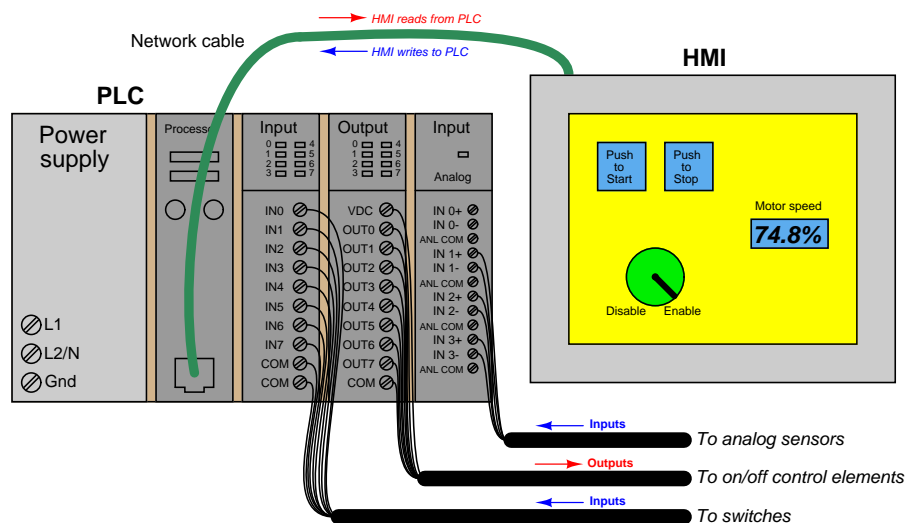 HMI reads from PLC
Network cable
HMI writes to PLC
HMI
PLC
Power
supply
L1
L2/N
Gnd
Input
0 4
1 5
2 6
3 7
IN0
IN1
IN2
IN3
IN4
IN5
IN6
IN7
COM
COM
Output
0 4
1 5
2 6
3 7
VDC
OUT0
OUT1
OUT2
OUT3
OUT4
OUT5
OUT6
OUT7
COM
Input
Analog
IN 0+
IN 0-
ANL COM
IN 1+
IN 1-
ANL COM
IN 2+
IN 2-
ANL COM
IN 3+
IN 3-
ANL COM
Push
to
Start
Push
to
Stop
Motor speed
74.8%
Disable Enable
Inputs
To analog sensors
Outputs
To on/off control elements
Inputs
To switches